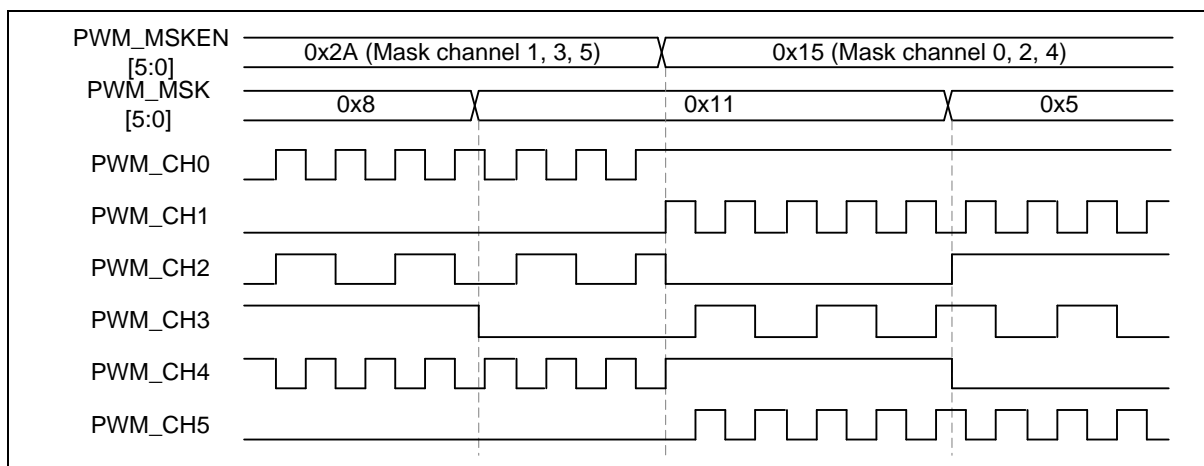 PWM_MSKEN
[5:0]
0x2A (Mask channel 1, 3, 5)
0x15 (Mask channel 0, 2, 4)
PWM_MSK
[5:0]
0x8
0x11
0x5
PWM_CH0
PWM_CH1
PWM_CH2
PWM_CH3
PWM_CH4
PWM_CH5